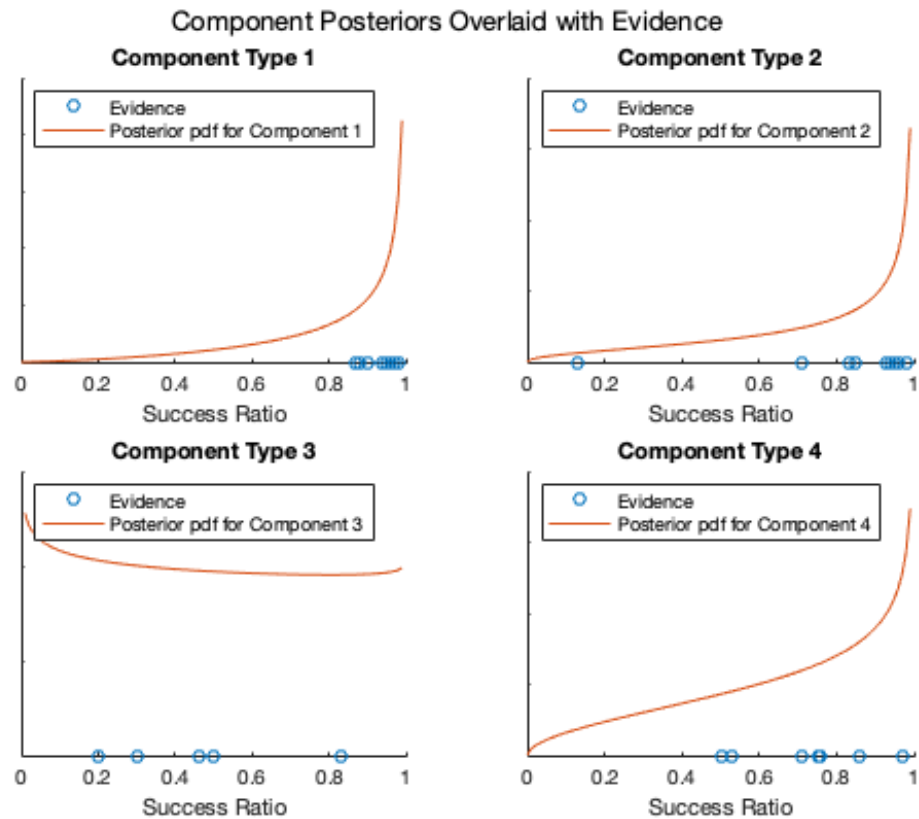 Component Posteriors Overlaid with Evidence
Component Type 1
Evidence
Posterior pdf for Component 1
0 0.2 0.4 0.6 0.8 1
Success Ratio
Component Type 2
Evidence
Posterior pdf for Component 2
0 0.2 0.4 0.6 0.8 1
Success Ratio
Component Type 3
Evidence
Posterior pdf for Component 3
0 0.2 0.4 0.6 0.8 1
Success Ratio
Component Type 4
Evidence
Posterior pdf for Component 4
0 0.2 0.4 0.6 0.8 1
Success Ratio